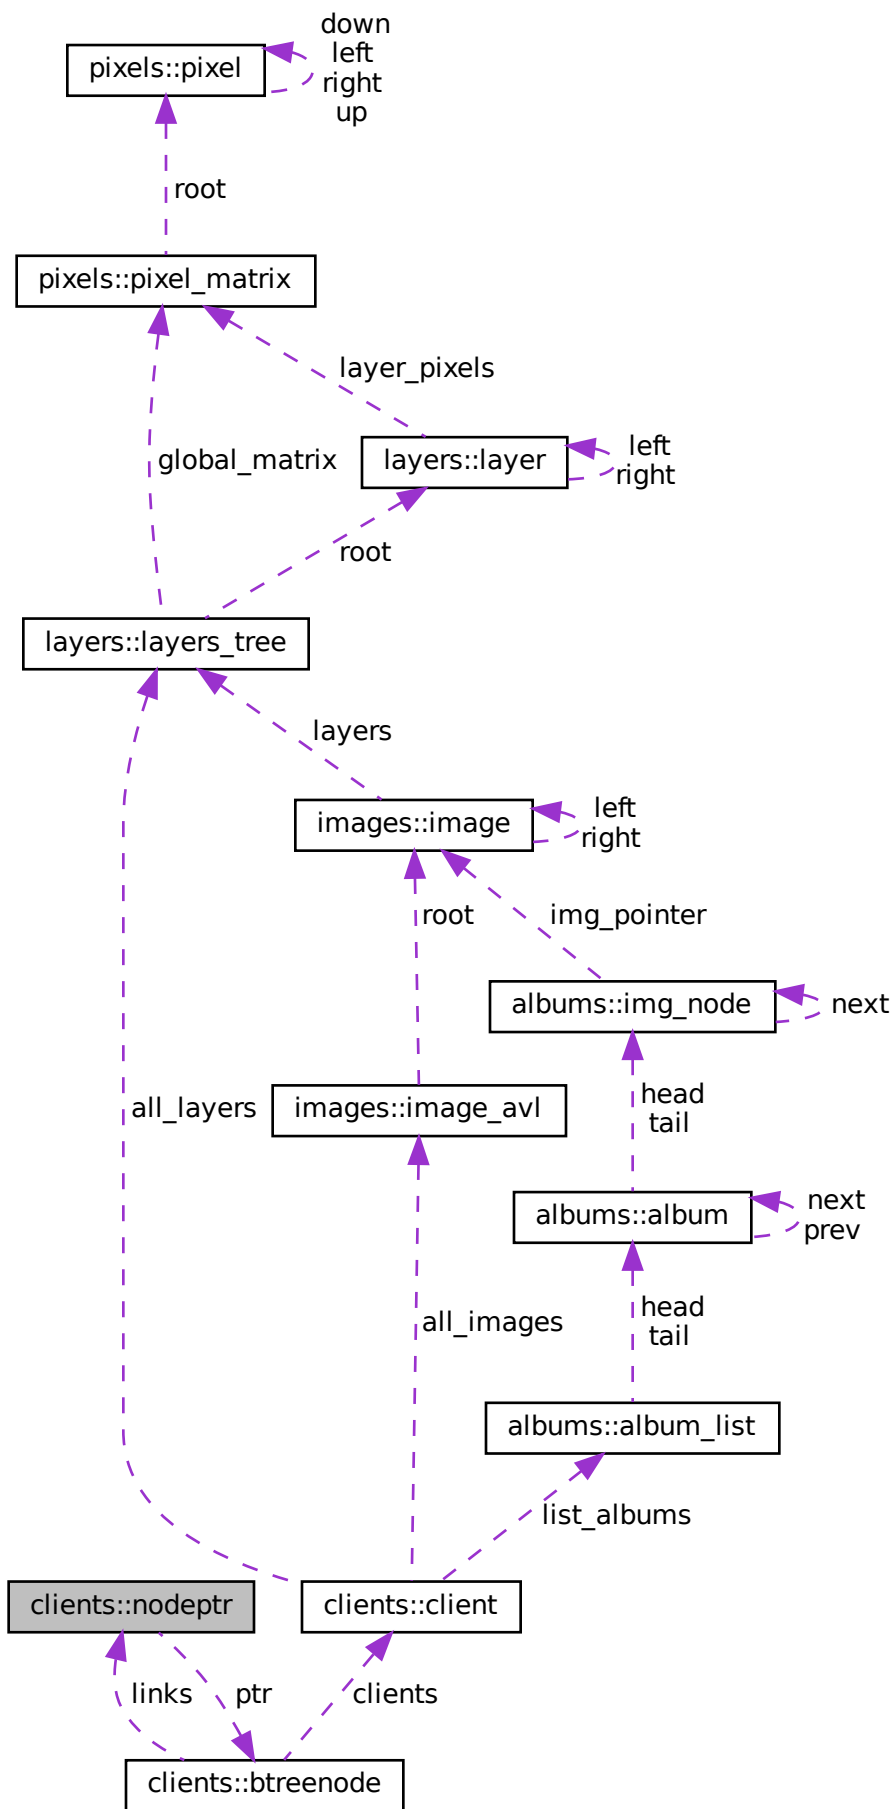 down
left
right
up
pixels::pixel
root
pixels::pixel_matrix
layer_pixels
global_matrix
layers::layer
left
right
root
layers::layers_tree
layers
images::image
left
right
root
img_pointer
albums::img_node
next
all_layers
images::image_avl
head
tail
albums::album
next
prev
all_images
head
tail
albums::album_list
list_albums
clients::nodeptr
clients::client
links
ptr
clients
clients::btreenode